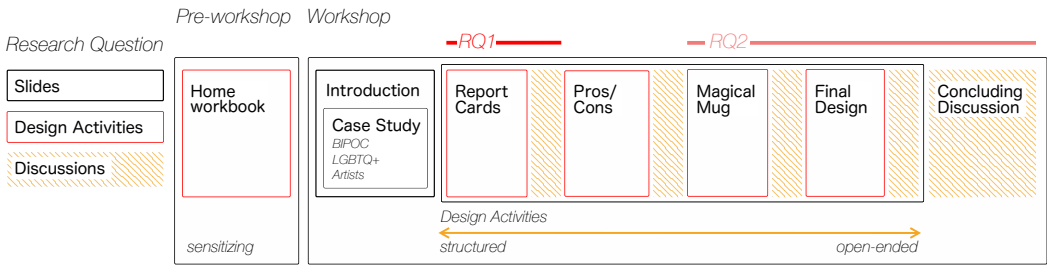 Pre-workshop
Workshop
Research Question
RQ1
RQ2
Slides
Design Activities
Discussions
Home
workbook
sensitizing
Introduction
Case Study
BIPOC
LGBTQ+
Artists
Report
Cards
Pros/
Cons
Magical
Mug
Final
Design
Concluding
Discussion
Design Activities
structured
open-ended